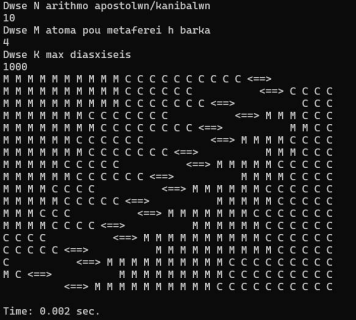 Dwse N arithmo apostolwn/kanibalwn
10
Dwse M atoma pou metaferei h barka
4
Dwse K max diasxiseis
1000
M M M M M M M M M M C C C C C C C C C C <==>
M M M M M M M M M M C C C C C C <==> C C C C
M M M M M M M M M M C C C C C C C <==> C C C
M M M M M M M C C C C C C C <==> M M M C C C
M M M M M M M M C C C C C C C C <==> M M C C
M M M M M M C C C C C C <==> M M M M C C C C
M M M M M M M C C C C C C C <==> M M M C C C
M M M M M C C C C C <==> M M M M M C C C C C
M M M M M M C C C C C C <==> M M M M C C C C
M M M M C C C C <==> M M M M M M C C C C C C
M M M M M C C C C C <==> M M M M M C C C C C
M M M C C C <==> M M M M M M M C C C C C C C
M M M M C C C C <==> M M M M M M C C C C C C
C C C C <==> M M M M M M M M M M C C C C C C
C C C C C <==> M M M M M M M M M M C C C C C
C <==> M M M M M M M M M M C C C C C C C C C
M C <==> M M M M M M M M M C C C C C C C C C
<==> M M M M M M M M M M C C C C C C C C C C
Time: 0.002 sec.